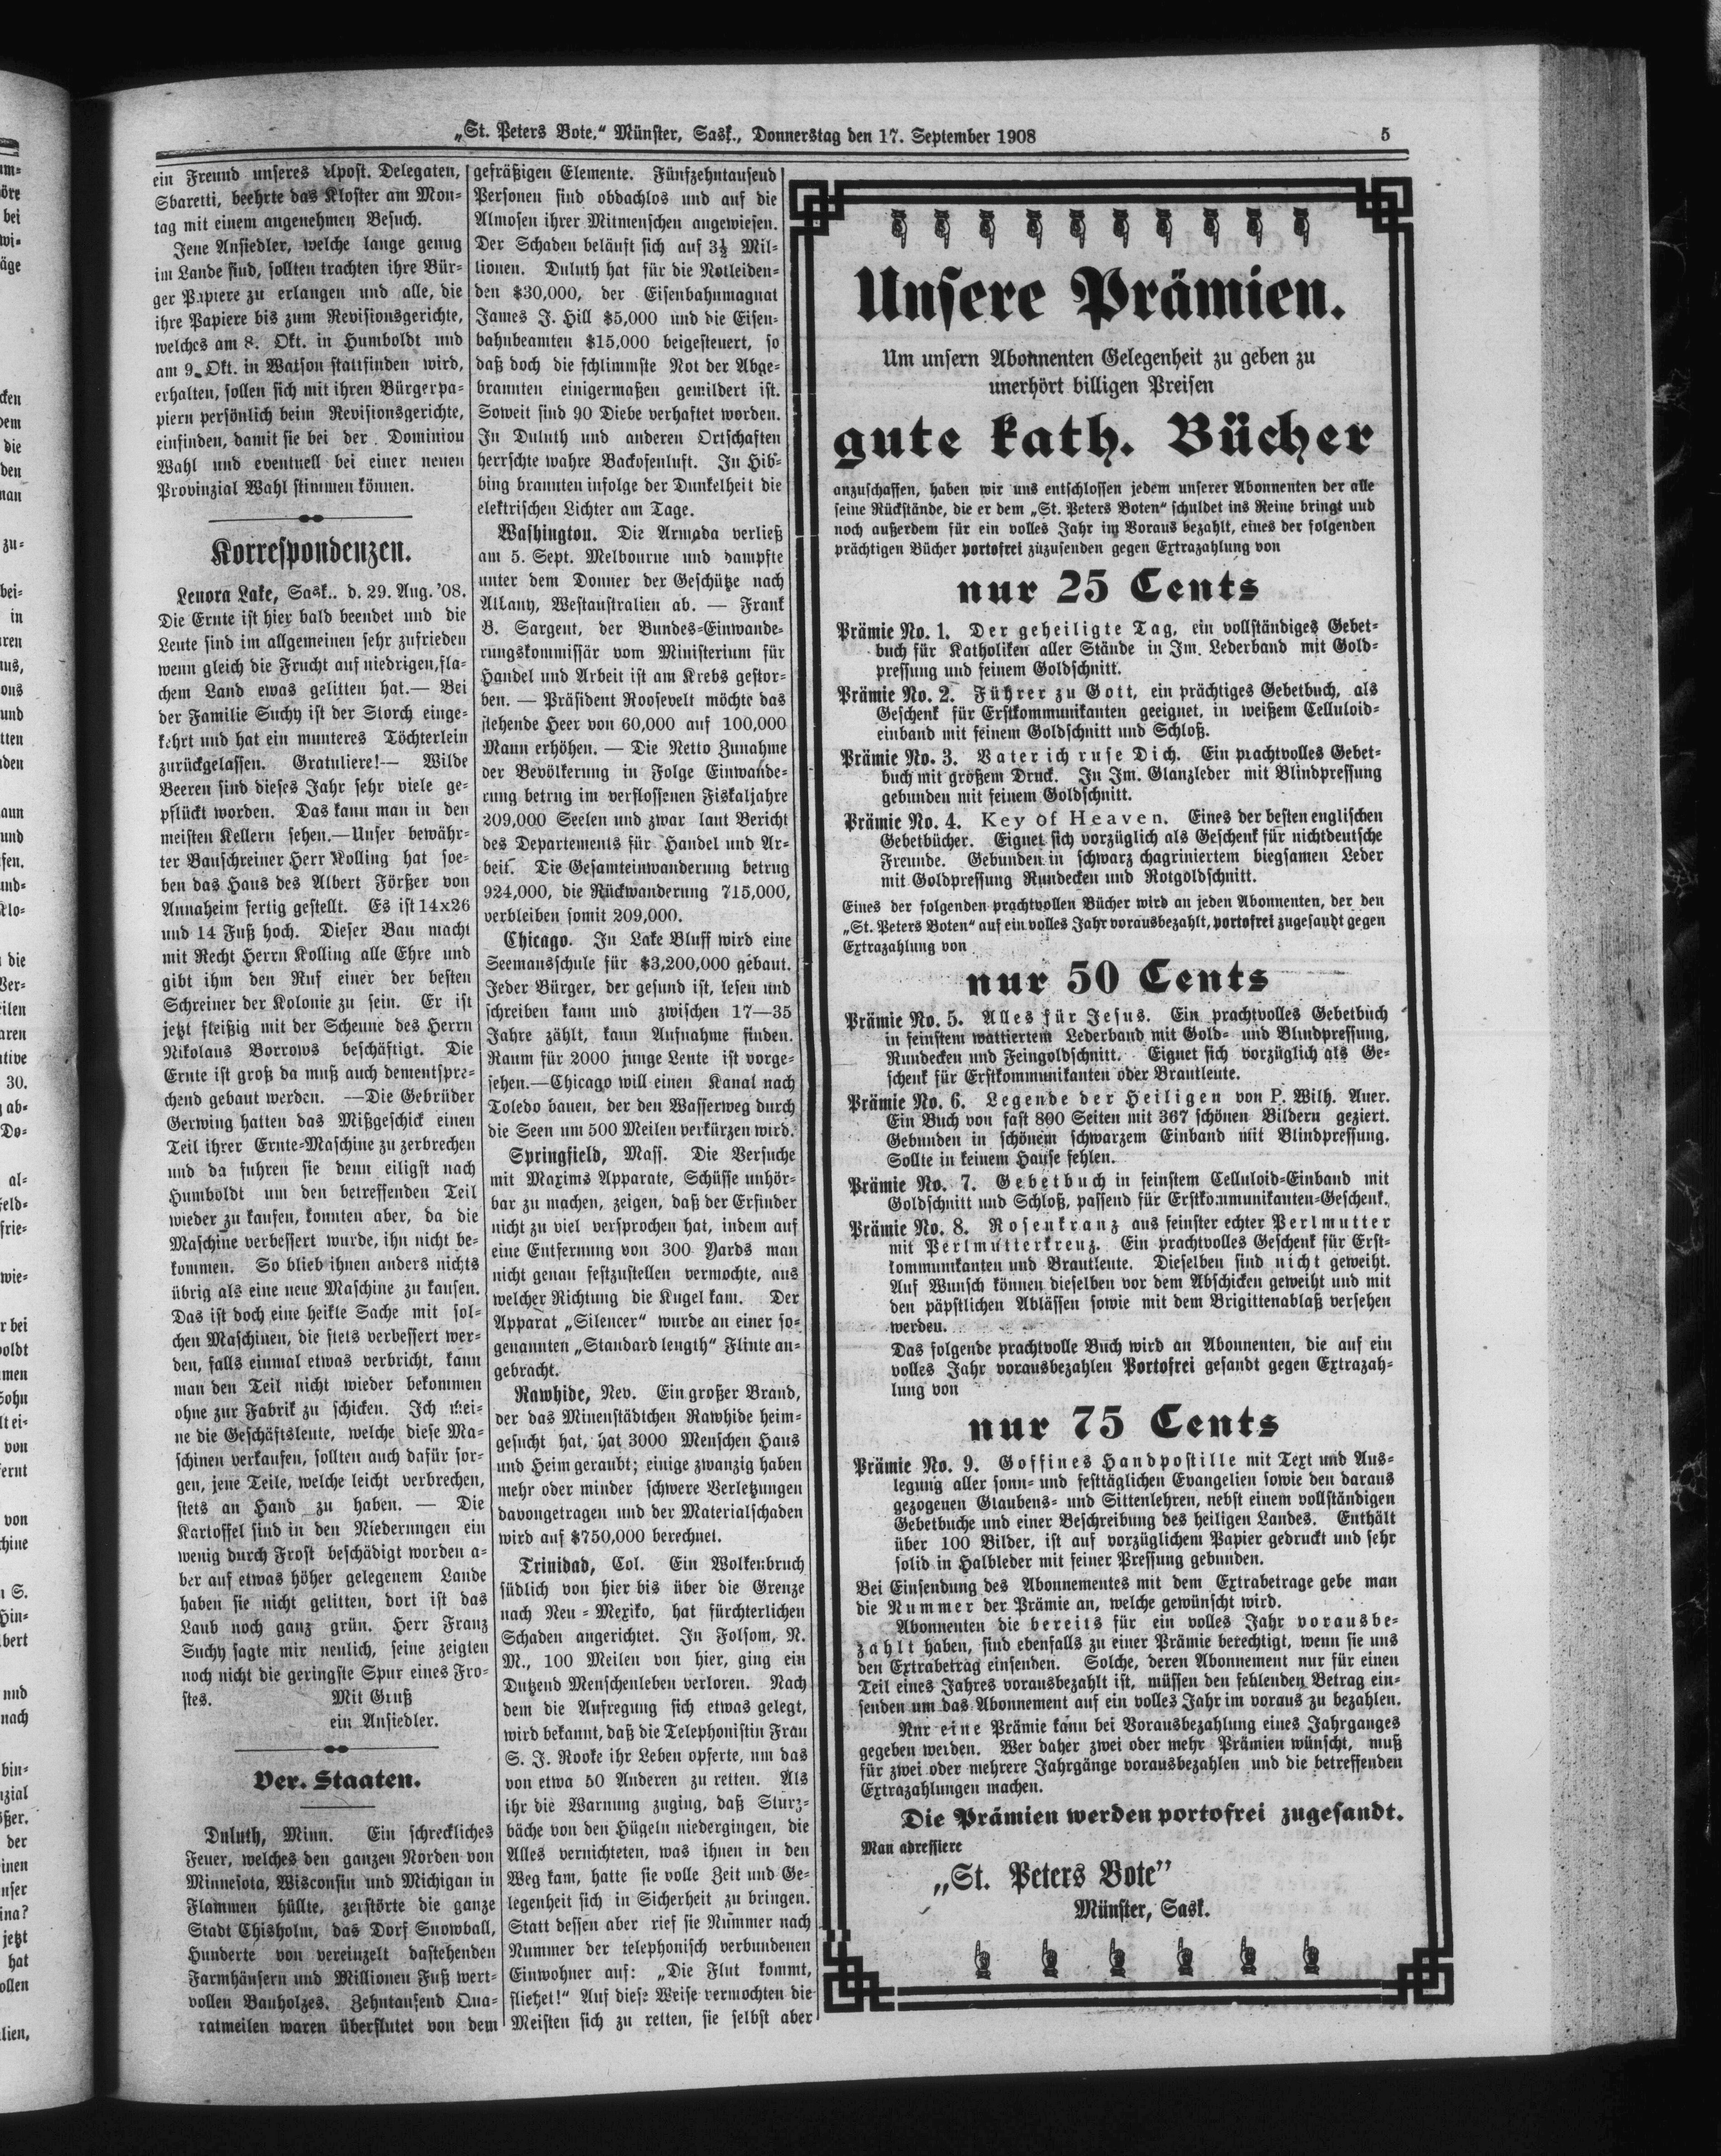 „St. Peters Bote,“ Münster, Sask., Donnerstag den 17. September 1908
5
ein Freund unseres Apost. Delegaten,
Sbaretti, beehrte das Kloster am Mon-
tag mit einem angenehmen Besuch.
Jene Ansiedler, welche lange genug
im Lande sind, sollten trachten ihre Bür-
ger Papiere zu erlangen und alle, die
ihre Papiere bis zum Revisionsgerichte,
welches am 8. Okt. in Humboldt und
am 9. Okt. in Watson stattfinden wird,
erhalten, sollen sich mit ihren Bürgerpa-
piern persönlich beim Revisionsgerichte,
einfinden, damit sie bei der Dominion
Wahl und eventuell bei einer neuen
Provinzial Wahl stimmen können.
Korrespondenzen.
Lenora Lake, Sask.. d. 29. Aug. '08.
Die Ernte ist hier bald beendet und die
Leute sind im allgemeinen sehr zufrieden
wenn gleich die Frucht auf niedrigen, fla-
chem Land ewas gelitten hat.— Bei
der Familie Suchy ist der Storch einge-
kehrt und hat ein munteres Töchterlein
zurückgelassen. Gratuliere!— Wilde
Beeren sind dieses Jahr sehr viele ge-
pflückt worden. Das kann man in den
meisten Kellern sehen.—Unser bewähr-
ter Bauschreiner Herr Kolling hat soe-
ben das Haus des Albert Förßer von
Annaheim fertig gestellt. Es ist 14x26
und 14 Fuß hoch. Dieser Bau macht
mit Recht Herrn Kolling alle Ehre und
gibt ihm den Ruf einer der besten
Schreiner der Kolonie zu sein. Er ist
jetzt fleißig mit der Scheune des Herrn
Nikolaus Borrows beschäftigt. Die
Ernte ist groß da muß auch dementspre-
chend gebaut werden. —Die Gebrüder
Gerwing hatten das Mißgeschick einen
Teil ihrer Ernte-Maschine zu zerbrechen
und da fuhren sie denn eiligst nach
Humboldt um den betreffenden Teil
wieder zu kaufen, konnten aber, da die
Maschine verbessert wurde, ihn nicht be-
kommen. So blieb ihnen anders nichts
übrig als eine neue Maschine zu kaufen.
Das ist doch eine heikle Sache mit sol-
chen Maschinen, die stets verbessert wer-
den, falls einmal etwas verbricht, kann
man den Teil nicht wieder bekommen
ohne zur Fabrik zu schicken. Ich mei-
ne die Geschäftsleute, welche diese Ma-
schinen verkaufen, sollten auch dafür sor-
gen, jene Teile, welche leicht verbrechen,
stets an Hand zu haben. — Die
Kartoffel sind in den Niederungen ein
wenig durch Frost beschädigt worden a-
ber auf etwas höher gelegenem Lande
haben sie nicht gelitten, dort ist das
Laub noch ganz grün. Herr Franz
Suchy sagte mir neulich, seine zeigten
noch nicht die geringste Spur eines Fro-
stes. Mit Gruß
ein Ansiedler.
Ver. Staaten.
Duluth, Minn. Ein schreckliches
Feuer, welches den ganzen Norden von
Minnesota, Wisconsin und Michigan in
Flammen hüllte, zerstörte die ganze
Stadt Chisholm, das Dorf Snowball,
Hunderte von vereinzelt dastehenden
Farmhäusern und Millionen Fuß wert-
vollen Bauholzes. Zehntausend Qua-
ratmeilen waren überflutet von dem
gefräßigen Elemente. Fünfzehntausend
Personen sind obdachlos und auf die
Almosen ihrer Mitmenschen angewiesen.
Der Schaden beläuft sich auf 3½ Mil-
lionen. Duluth hat für die Notleiden-
den $30,000, der Eisenbahnmagnat
James J. Hill $5,000 und die Eisen-
bahnbeamten $15,000 beigesteuert, so
daß doch die schlimmste Not der Abge-
brannten einigermaßen gemildert ist.
Soweit sind 90 Diebe verhaftet worden.
In Duluth und anderen Ortschaften
herrschte wahre Backofenluft. In Hib-
bing brannten infolge der Dunkelheit die
elektrischen Lichter am Tage.
Washington. Die Armada verließ
am 5. Sept. Melbourne und dampfte
unter dem Donner der Geschütze nach
Albany, Westaustralien ab. — Frank
B. Sargent, der Bundes-Einwande-
rungskommissär vom Ministerium für
Handel und Arbeit ist am Krebs gestor-
ben. — Präsident Roosevelt möchte das
stehende Heer von 60,000 auf 100,000
Mann erhöhen. — Die Netto Zunahme
der Bevölkerung in Folge Einwande-
rung betrug im verflossenen Fiskaljahre
209,000 Seelen und zwar laut Bericht
des Departements für Handel und Ar-
beit. Die Gesamteinwanderung betrug
924,000, die Rückwanderung 715,000,
verbleiben somit 209,000.
Chicago. In Lake Bluff wird eine
Seemansschule für $3,200,000 gebaut.
Jeder Bürger, der gesund ist, lesen und
schreiben kann und zwischen 17—35
Jahre zählt, kann Aufnahme finden.
Raum für 2000 junge Leute ist vorge-
sehen.—Chicago will einen Kanal nach
Toledo bauen, der den Wasserweg durch
die Seen um 500 Meilen verkürzen wird.
Springfield, Mass. Die Versuche
mit Maxims Apparate, Schüsse unhör-
bar zu machen, zeigen, daß der Erfinder
nicht zu viel versprochen hat, indem auf
eine Entfernung von 300 Yards man
nicht genau festzustellen vermochte, aus
welcher Richtung die Kugel kam. Der
Apparat „Silencer“ wurde an einer so-
genannten „Standard length“ Flinte an-
gebracht.
Rawhide, Nev. Ein großer Brand,
der das Minenstädtchen Rawhide heim-
gesucht hat, hat 3000 Menschen Haus
und Heim geraubt; einige zwanzig haben
mehr oder minder schwere Verletzungen
davongetragen und der Materialschaden
wird auf $750,000 berechnet.
Trinidad, Col. Ein Wolkenbruch
südlich von hier bis über die Grenze
nach Neu-Mexiko, hat fürchterlichen
Schaden angerichtet. In Folsom, N.
M., 100 Meilen von hier, ging ein
Dutzend Menschenleben verloren. Nach
dem die Aufregung sich etwas gelegt,
wird bekannt, daß die Telephonistin Frau
S. J. Rooke ihr Leben opferte, um das
von etwa 50 Anderen zu retten. Als
ihr die Warnung zuging, daß Sturz-
bäche von den Hügeln niedergingen, die
Alles vernichteten, was ihnen in den
Weg kam, hatte sie volle Zeit und Ge-
legenheit sich in Sicherheit zu bringen.
Statt dessen aber rief sie Nummer nach
Nummer der telephonisch verbundenen
Einwohner auf: „Die Flut kommt,
fliehet!“ Auf diese Weise vermochten die
Meisten sich zu retten, sie selbst aber
Unsere Prämien.
Um unsern Abonnenten Gelegenheit zu geben zu
unerhört billigen Preisen
gute kath. Bücher
anzuschaffen, haben wir uns entschlossen jedem unserer Abonnenten der alle
seine Rückstände, die er dem „St. Peters Boten“ schuldet ins Reine bringt und
noch außerdem für ein volles Jahr im Voraus bezahlt, eines der folgenden
prächtigen Bücher portofrei zuzusenden gegen Extrazahlung von
nur 25 Cents
Prämie No. 1. Der geheiligte Tag, ein vollständiges Gebet-
buch für Katholiken aller Stände in Im. Lederband mit Gold-
pressung und feinem Goldschnitt.
Prämie No. 2. Führer zu Gott, ein prächtiges Gebetbuch, als
Geschenk für Erstkommunikanten geeignet, in weißem Celluloid-
einband mit feinem Goldschnitt und Schloß.
Prämie No. 3. Vater ich rufe Dich. Ein prachtvolles Gebet-
buch mit großem Druck. In Im. Glanzleder mit Blindpressung
gebunden mit feinem Goldschnitt.
Prämie No. 4. Key of Heaven. Eines der besten englischen
Gebetbücher. Eignet sich vorzüglich als Geschenk für nichtdeutsche
Freunde. Gebunden in schwarz chagriniertem biegsamen Leder
mit Goldpressung Rundecken und Rotgoldschnitt.
Eines der folgenden prachtvollen Bücher wird an jeden Abonnenten, der den
„St. Peters Boten“ auf ein volles Jahr vorausbezahlt, portofrei zugesandt gegen
Extrazahlung von
nur 50 Cents
Prämie No. 5. Alles für Jesus. Ein prachtvolles Gebetbuch
in feinstem wattiertem Lederband mit Gold- und Blindpressung,
Rundecken und Feingoldschnitt. Eignet sich vorzüglich als Ge-
schenk für Erstkommunikanten oder Brautleute.
Prämie No. 6. Legende der Heiligen von P. Wilh. Auer.
Ein Buch von fast 800 Seiten mit 367 schönen Bildern geziert.
Gebunden in schönem schwarzem Einband mit Blindpressung.
Sollte in keinem Hause fehlen.
Prämie No. 7. Gebetbuch in feinstem Celluloid-Einband mit
Goldschnitt und Schloß, passend für Erstkommunikanten-Geschenk.
Prämie No. 8. Rosenkranz aus feinster echter Perlmutter
mit Perlmutterkreuz. Ein prachtvolles Geschenk für Erst-
kommunikanten und Brautleute. Dieselben sind nicht geweiht.
Auf Wunsch können dieselben vor dem Abschicken geweiht und mit
den päpstlichen Ablässen sowie mit dem Brigittenablaß versehen
werden.
Das folgende prachtvolle Buch wird an Abonnenten, die auf ein
volles Jahr vorausbezahlen Portofrei gesandt gegen Extrazah-
lung von
nur 75 Cents
Prämie No. 9. Goffines Handpostille mit Text und Aus-
legung aller sonn- und festtäglichen Evangelien sowie den daraus
gezogenen Glaubens- und Sittenlehren, nebst einem vollständigen
Gebetbuche und einer Beschreibung des heiligen Landes. Enthält
über 100 Bilder, ist auf vorzüglichem Papier gedruckt und sehr
solid in Halbleder mit feiner Pressung gebunden.
Bei Einsendung des Abonnementes mit dem Extrabetrage gebe man
die Nummer der Prämie an, welche gewünscht wird.
Abonnenten die bereits für ein volles Jahr vorausbe-
zahlt haben, sind ebenfalls zu einer Prämie berechtigt, wenn sie uns
den Extrabetrag einsenden. Solche, deren Abonnement nur für einen
Teil eines Jahres vorausbezahlt ist, müssen den fehlenden Betrag ein-
senden um das Abonnement auf ein volles Jahr im voraus zu bezahlen.
Nur eine Prämie kann bei Vorausbezahlung eines Jahrganges
gegeben werden. Wer daher zwei oder mehr Prämien wünscht, muß
für zwei oder mehrere Jahrgänge vorausbezahlen und die betreffenden
Extrazahlungen machen.
Die Prämien werden portofrei zugesandt.
Man adressiere
„St. Peters Bote”
Münster, Sask.